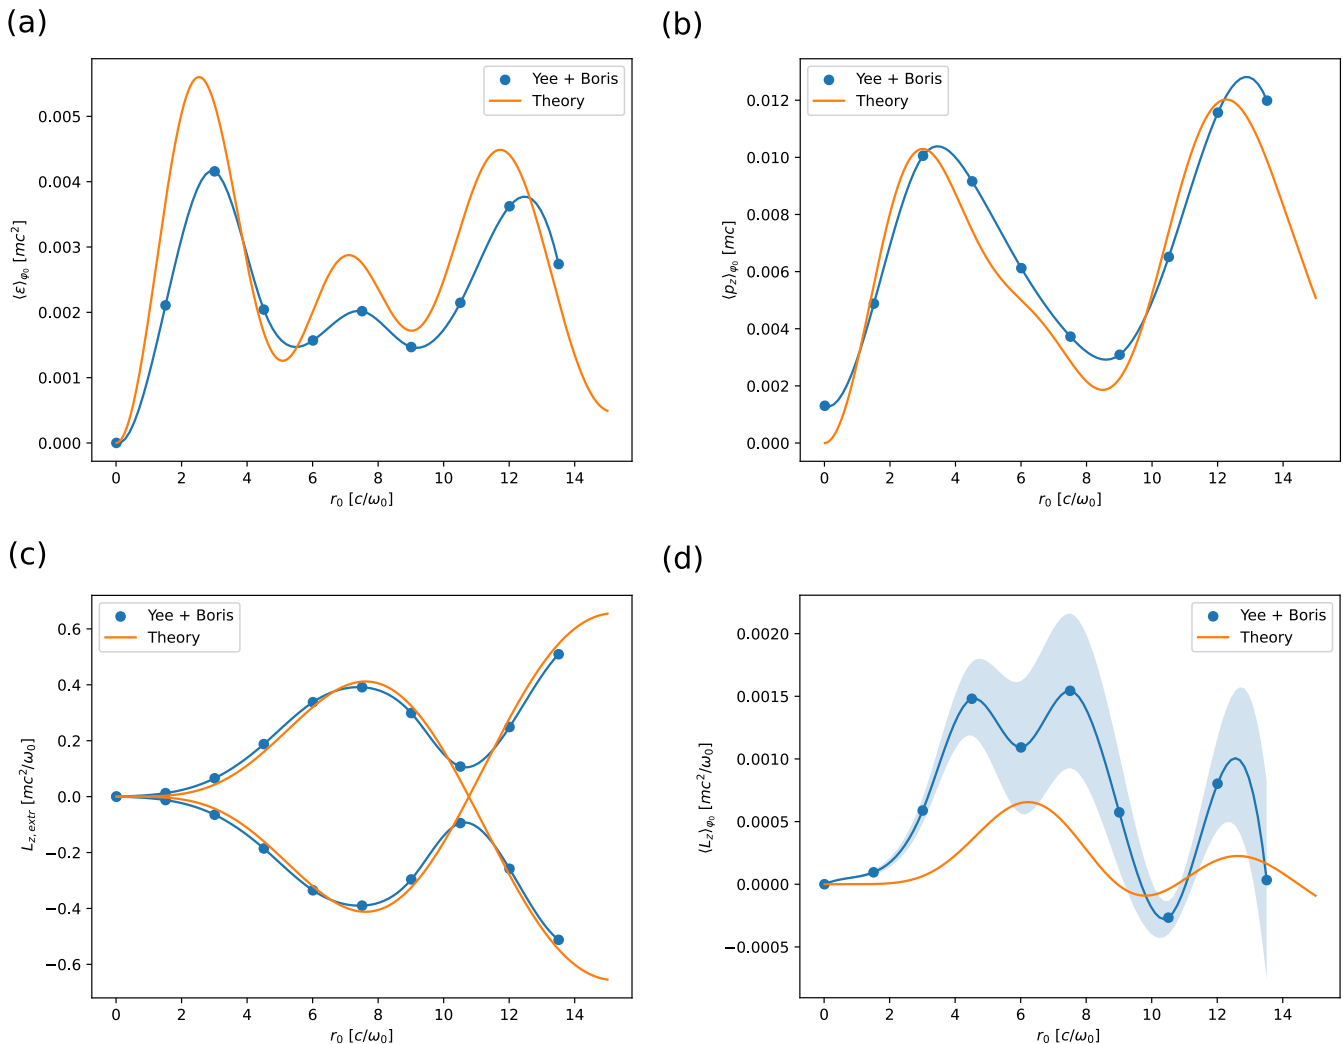 (a)
Yee + Boris
Theory
⟨ε⟩φ₀ [mc²]
0.005
0.004
0.003
0.002
0.001
0.000
0 2 4 6 8 10 12 14
r₀ [c/ω₀]
(b)
Yee + Boris
Theory
⟨p_z⟩φ₀ [mc]
0.012
0.010
0.008
0.006
0.004
0.002
0.000
0 2 4 6 8 10 12 14
r₀ [c/ω₀]
(c)
Yee + Boris
Theory
L_z,extr [mc²/ω₀]
0.6
0.4
0.2
0.0
−0.2
−0.4
−0.6
0 2 4 6 8 10 12 14
r₀ [c/ω₀]
(d)
Yee + Boris
Theory
⟨L_z⟩φ₀ [mc²/ω₀]
0.0020
0.0015
0.0010
0.0005
0.0000
−0.0005
0 2 4 6 8 10 12 14
r₀ [c/ω₀]